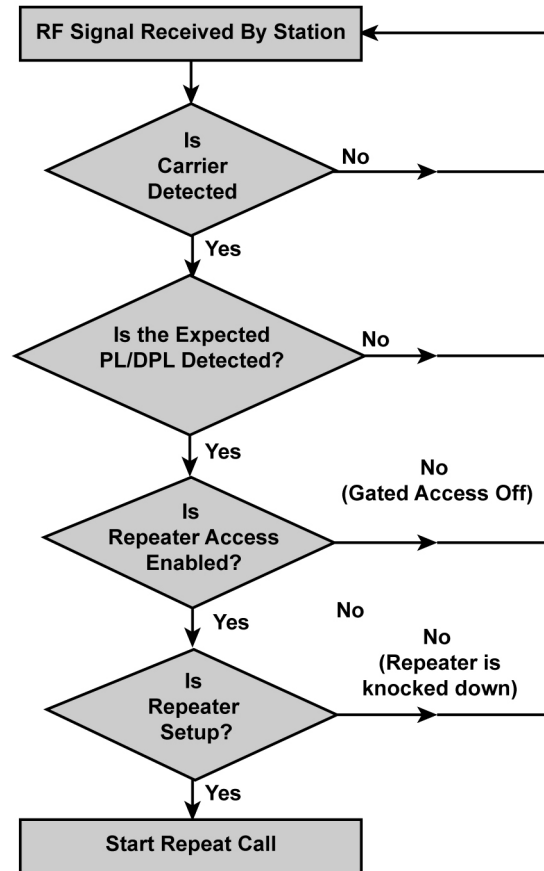 RF Signal Received By Station
Is
Carrier
Detected
No
Yes
Is the Expected
PL/DPL Detected?
No
Yes
No
(Gated Access Off)
Is
Repeater Access
Enabled?
Yes
No
No
(Repeater is
knocked down)
Is
Repeater
Setup?
Yes
Start Repeat Call